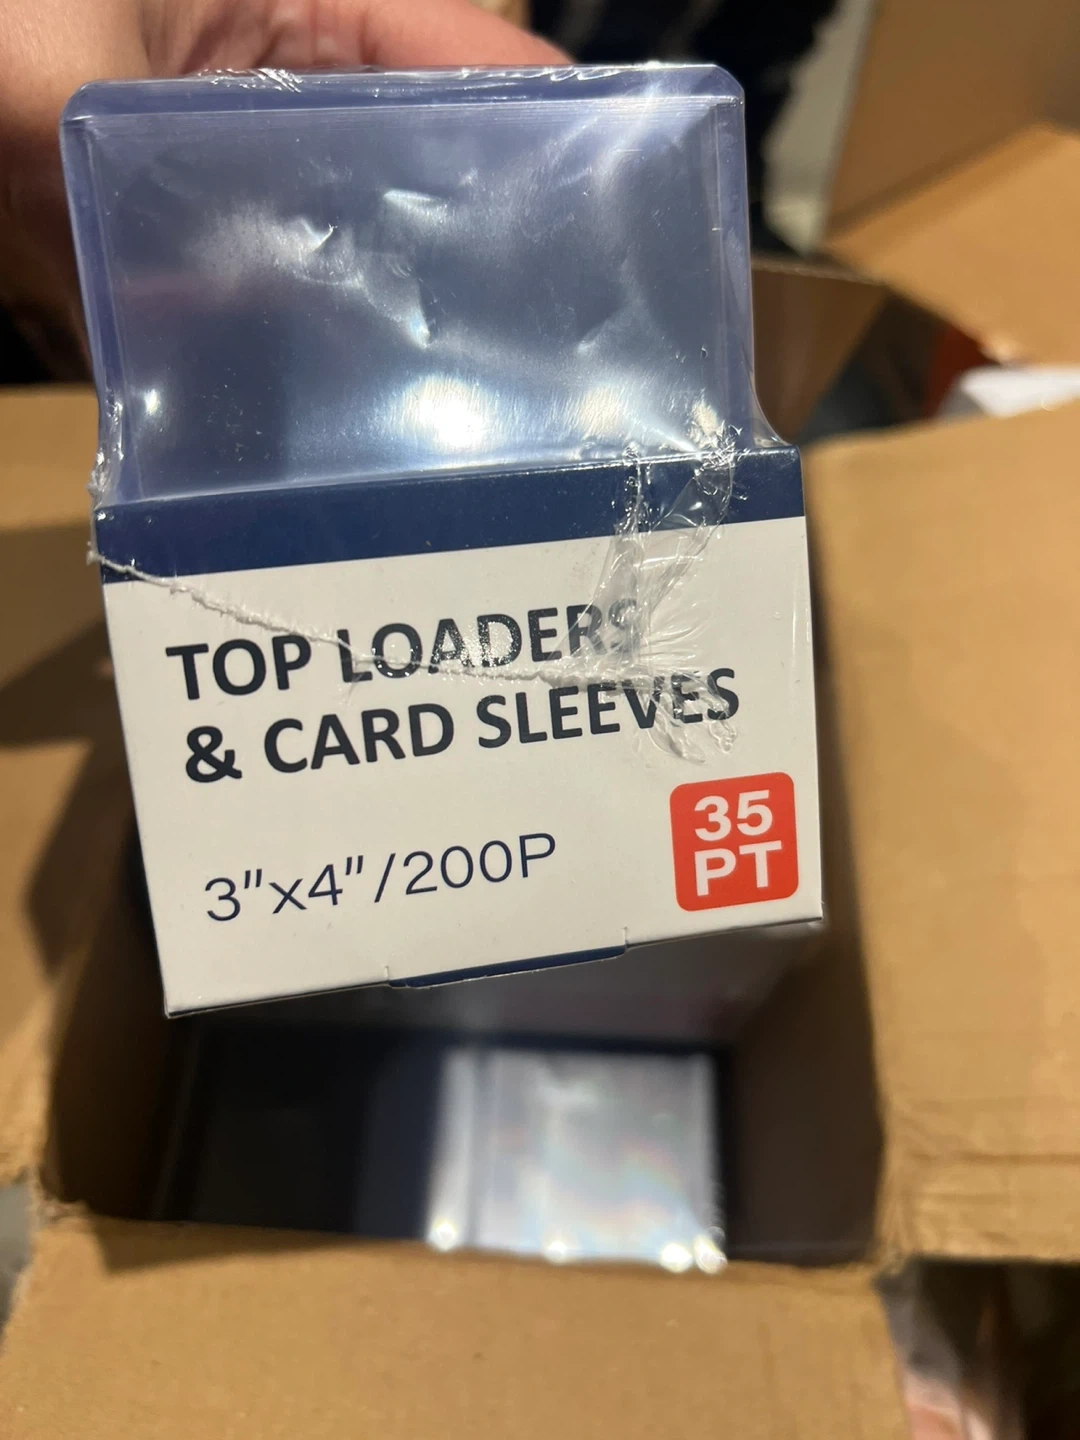 TOP LOADERS
& CARD SLEEVES
3"x4"/200P
35
PT